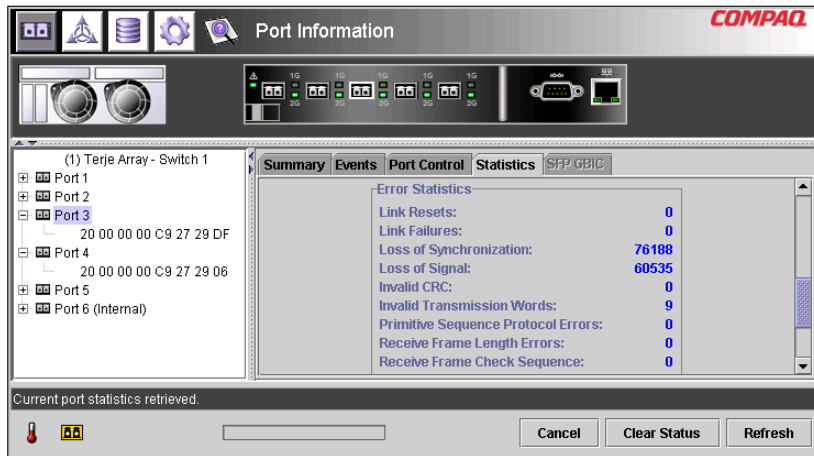 Port Information
COMPAQ
1G 1G 1G 1G 1G
2G 2G 2G 2G 2G
(1) Terje Array - Switch 1
Port 1
Port 2
Port 3
20 00 00 00 C9 27 29 DF
Port 4
20 00 00 00 C9 27 29 06
Port 5
Port 6 (Internal)
Summary Events Port Control Statistics SFP GBIC
Error Statistics
Link Resets: 0
Link Failures: 0
Loss of Synchronization: 76188
Loss of Signal: 60535
Invalid CRC: 0
Invalid Transmission Words: 9
Primitive Sequence Protocol Errors: 0
Receive Frame Length Errors: 0
Receive Frame Check Sequence: 0
Current port statistics retrieved.
Cancel Clear Status Refresh